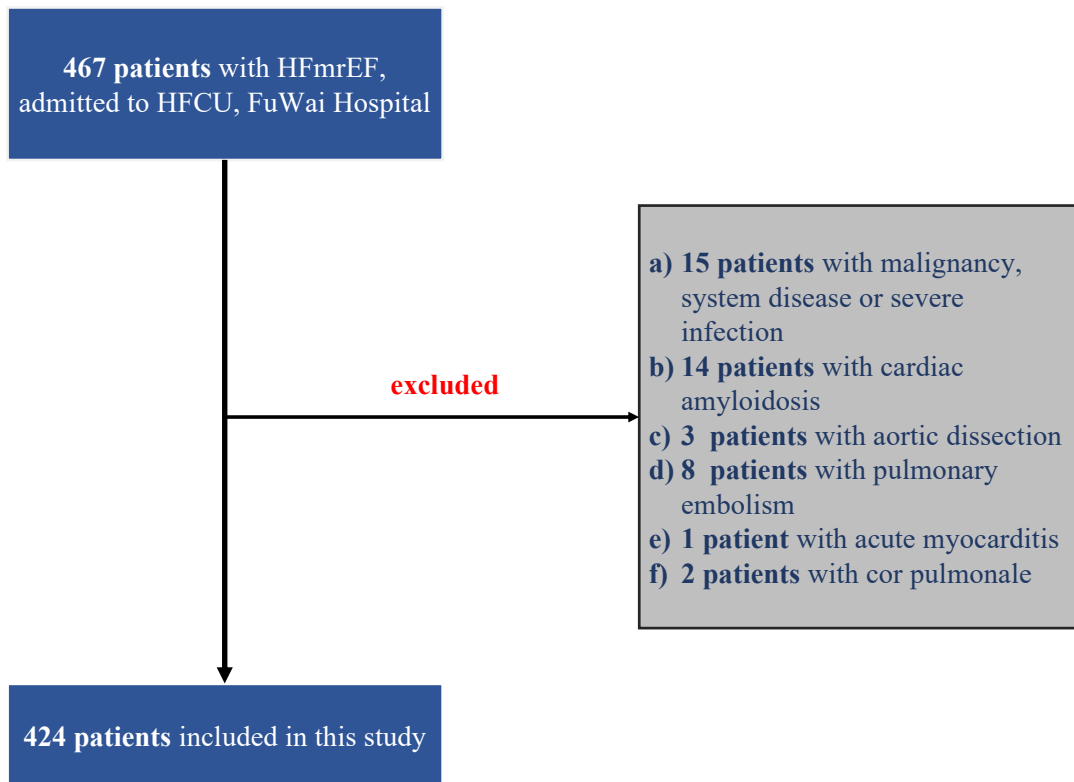 467 patients with HFmrEF,
admitted to HFCU, FuWai Hospital
a) 15 patients with malignancy,
system disease or severe
infection
b) 14 patients with cardiac
amyloidosis
excluded
c) 3 patients with aortic dissection
d) 8 patients with pulmonary
embolism
e) 1 patient with acute myocarditis
f) 2 patients with cor pulmonale
424 patients included in this study